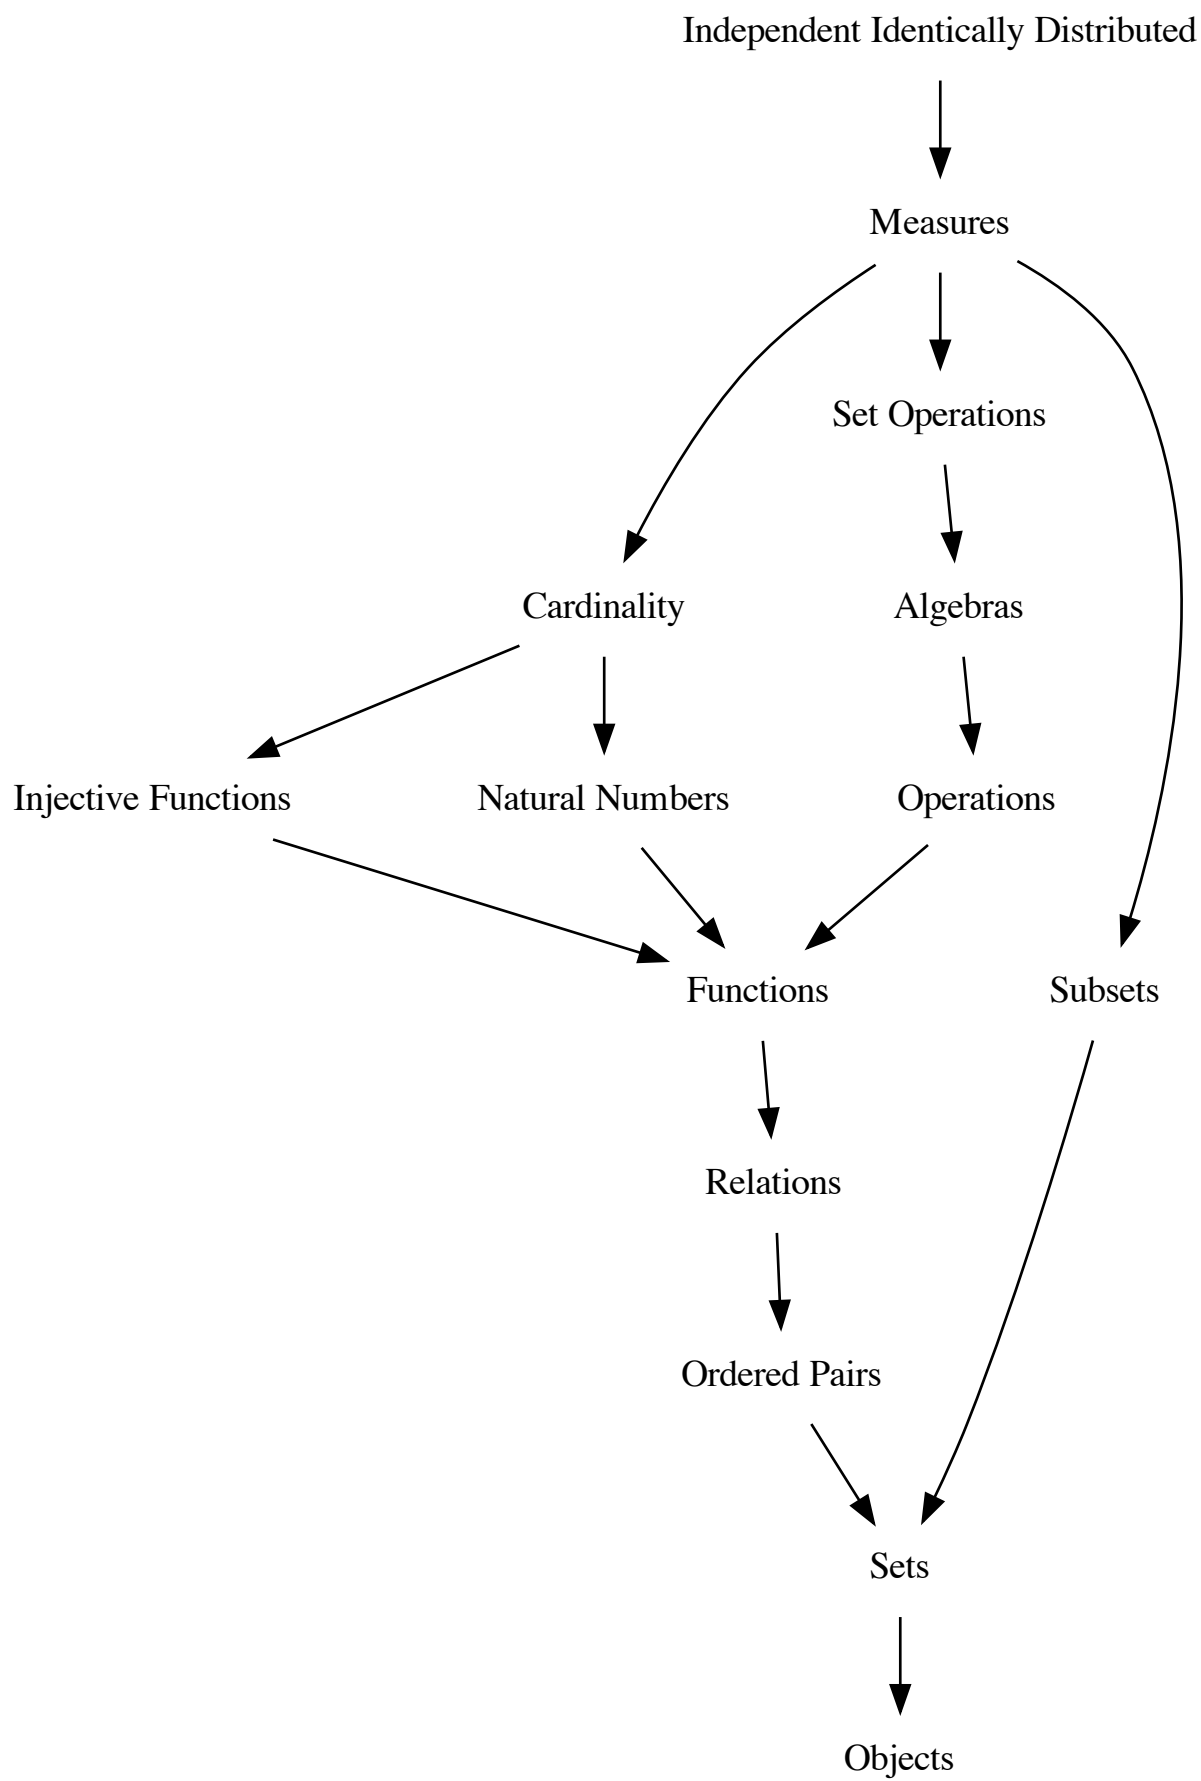 Independent Identically Distributed
Measures
Set Operations
Cardinality
Algebras
Injective Functions
Natural Numbers
Operations
Functions
Subsets
Relations
Ordered Pairs
Sets
Objects